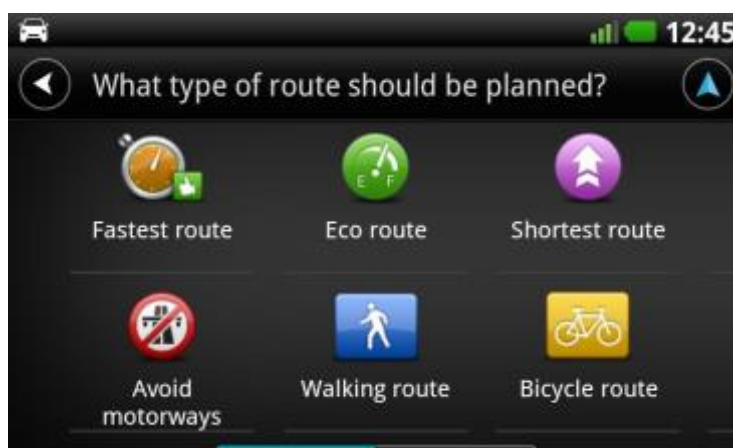 12:45
What type of route should be planned?
E F
Fastest route Eco route Shortest route
Avoid Walking route Bicycle route
motorways